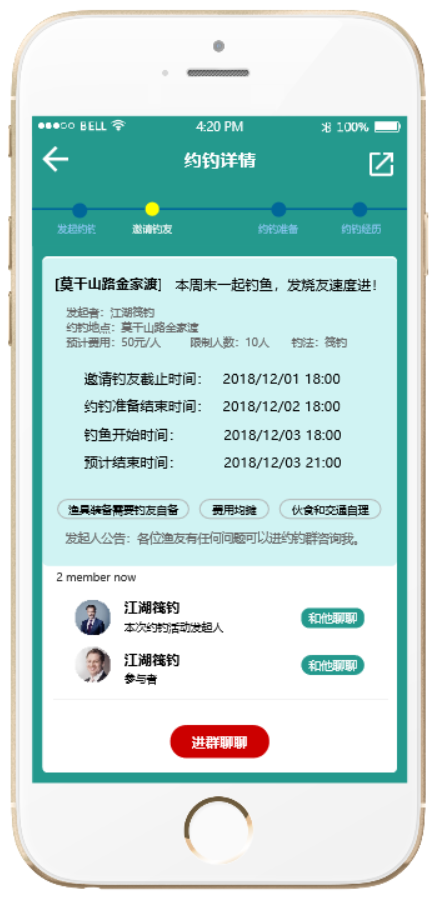 BELL 4:20 PM 100%
约钓详情
发起约钓 邀请钓友 约钓准备 约钓经历
[莫干山路金家渡] 本周末一起钓鱼，发烧友速度进！
发起者：江湖筏钓
约钓地点：莫干山路金家渡
预计费用：50元/人 限制人数：10人 钓法：筏钓
邀请钓友截止时间： 2018/12/01 18:00
约钓准备结束时间： 2018/12/02 18:00
钓鱼开始时间： 2018/12/03 18:00
预计结束时间： 2018/12/03 21:00
渔具装备需要钓友自备 费用均摊 伙食和交通自理
发起人公告：各位渔友有任何问题可以进约钓群咨询我。
2 member now
江湖筏钓
本次约钓活动发起人
和他聊聊
江湖筏钓
参与者
和他聊聊
进群聊聊